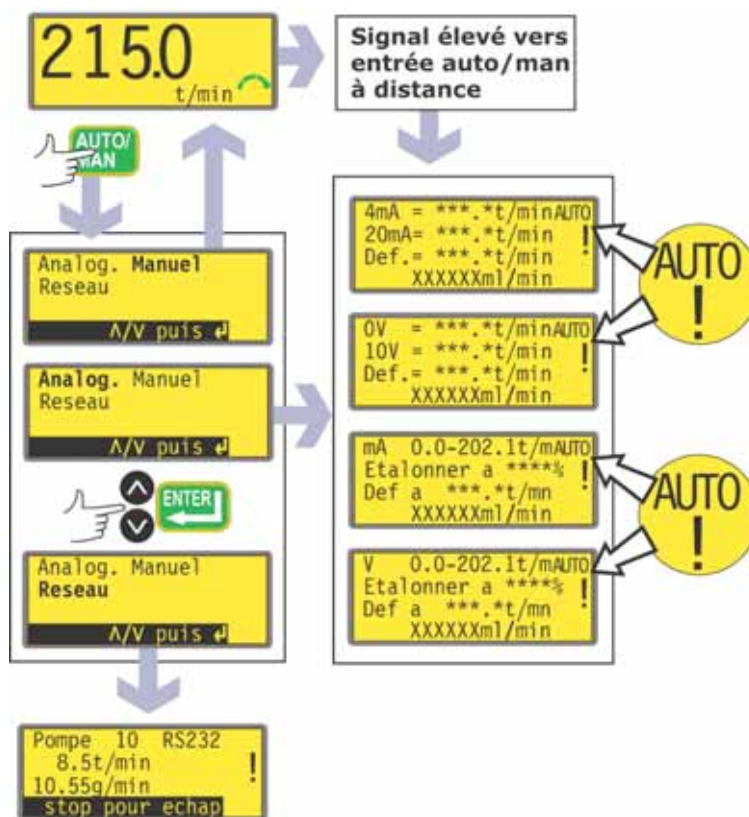 215.0
t/min
Signal élevé vers
entrée auto/man
à distance
AUTO/
MAN
Analog. Manuel
Reseau
Λ/V puis ↲
Analog. Manuel
Reseau
Λ/V puis ↲
ENTER
Analog. Manuel
Reseau
Λ/V puis ↲
Pompe 10 RS232
8.5t/min
!
10.55g/min
stop pour echap
4mA = ***.*t/minAUTO
20mA= ***.*t/min !
Def.= ***.*t/min
XXXXXXml/min
0V = ***.*t/minAUTO
10V = ***.*t/min !
Def.= ***.*t/min
XXXXXXml/min
AUTO
!
mA 0.0-202.1t/mAUTO
Etalonner a ****% !
Def a ***.*t/mn
XXXXXXml/min
V 0.0-202.1t/mAUTO
Etalonner a ****% !
Def a ***.*t/mn
XXXXXXml/min
AUTO
!